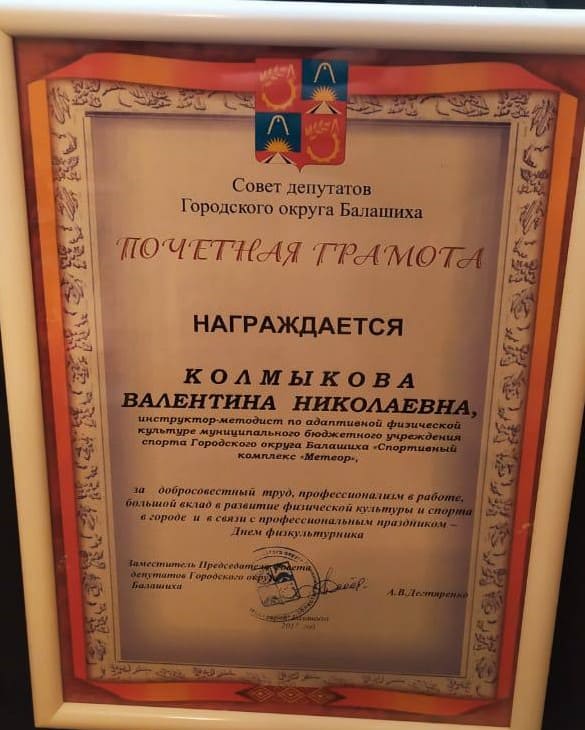 Совет депутатов
Городского округа Балашиха
ПОЧЕТНАЯ ГРАМОТА
НАГРАЖДАЕТСЯ
КОЛМЫКОВА
ВАЛЕНТИНА НИКОЛАЕВНА,
инструктор-методист по адаптивной физической
культуре муниципального бюджетного учреждения
спорта Городского округа Балашиха «Спортивный
комплекс «Метеор»,
за добросовестный труд, профессионализм в работе,
большой вклад в развитие физической культуры и спорта
в городе и в связи с профессиональным праздником –
Днем физкультурника
Заместитель Председателя Совета
депутатов Городского округа
Балашиха
А.В.Дегтяренко
2017 год